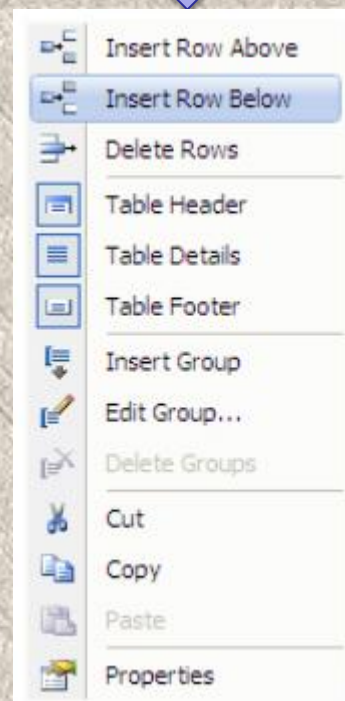 Insert Row Above
Insert Row Below
Delete Rows
Table Header
Table Details
Table Footer
Insert Group
Edit Group...
Delete Groups
Cut
Copy
Paste
Properties